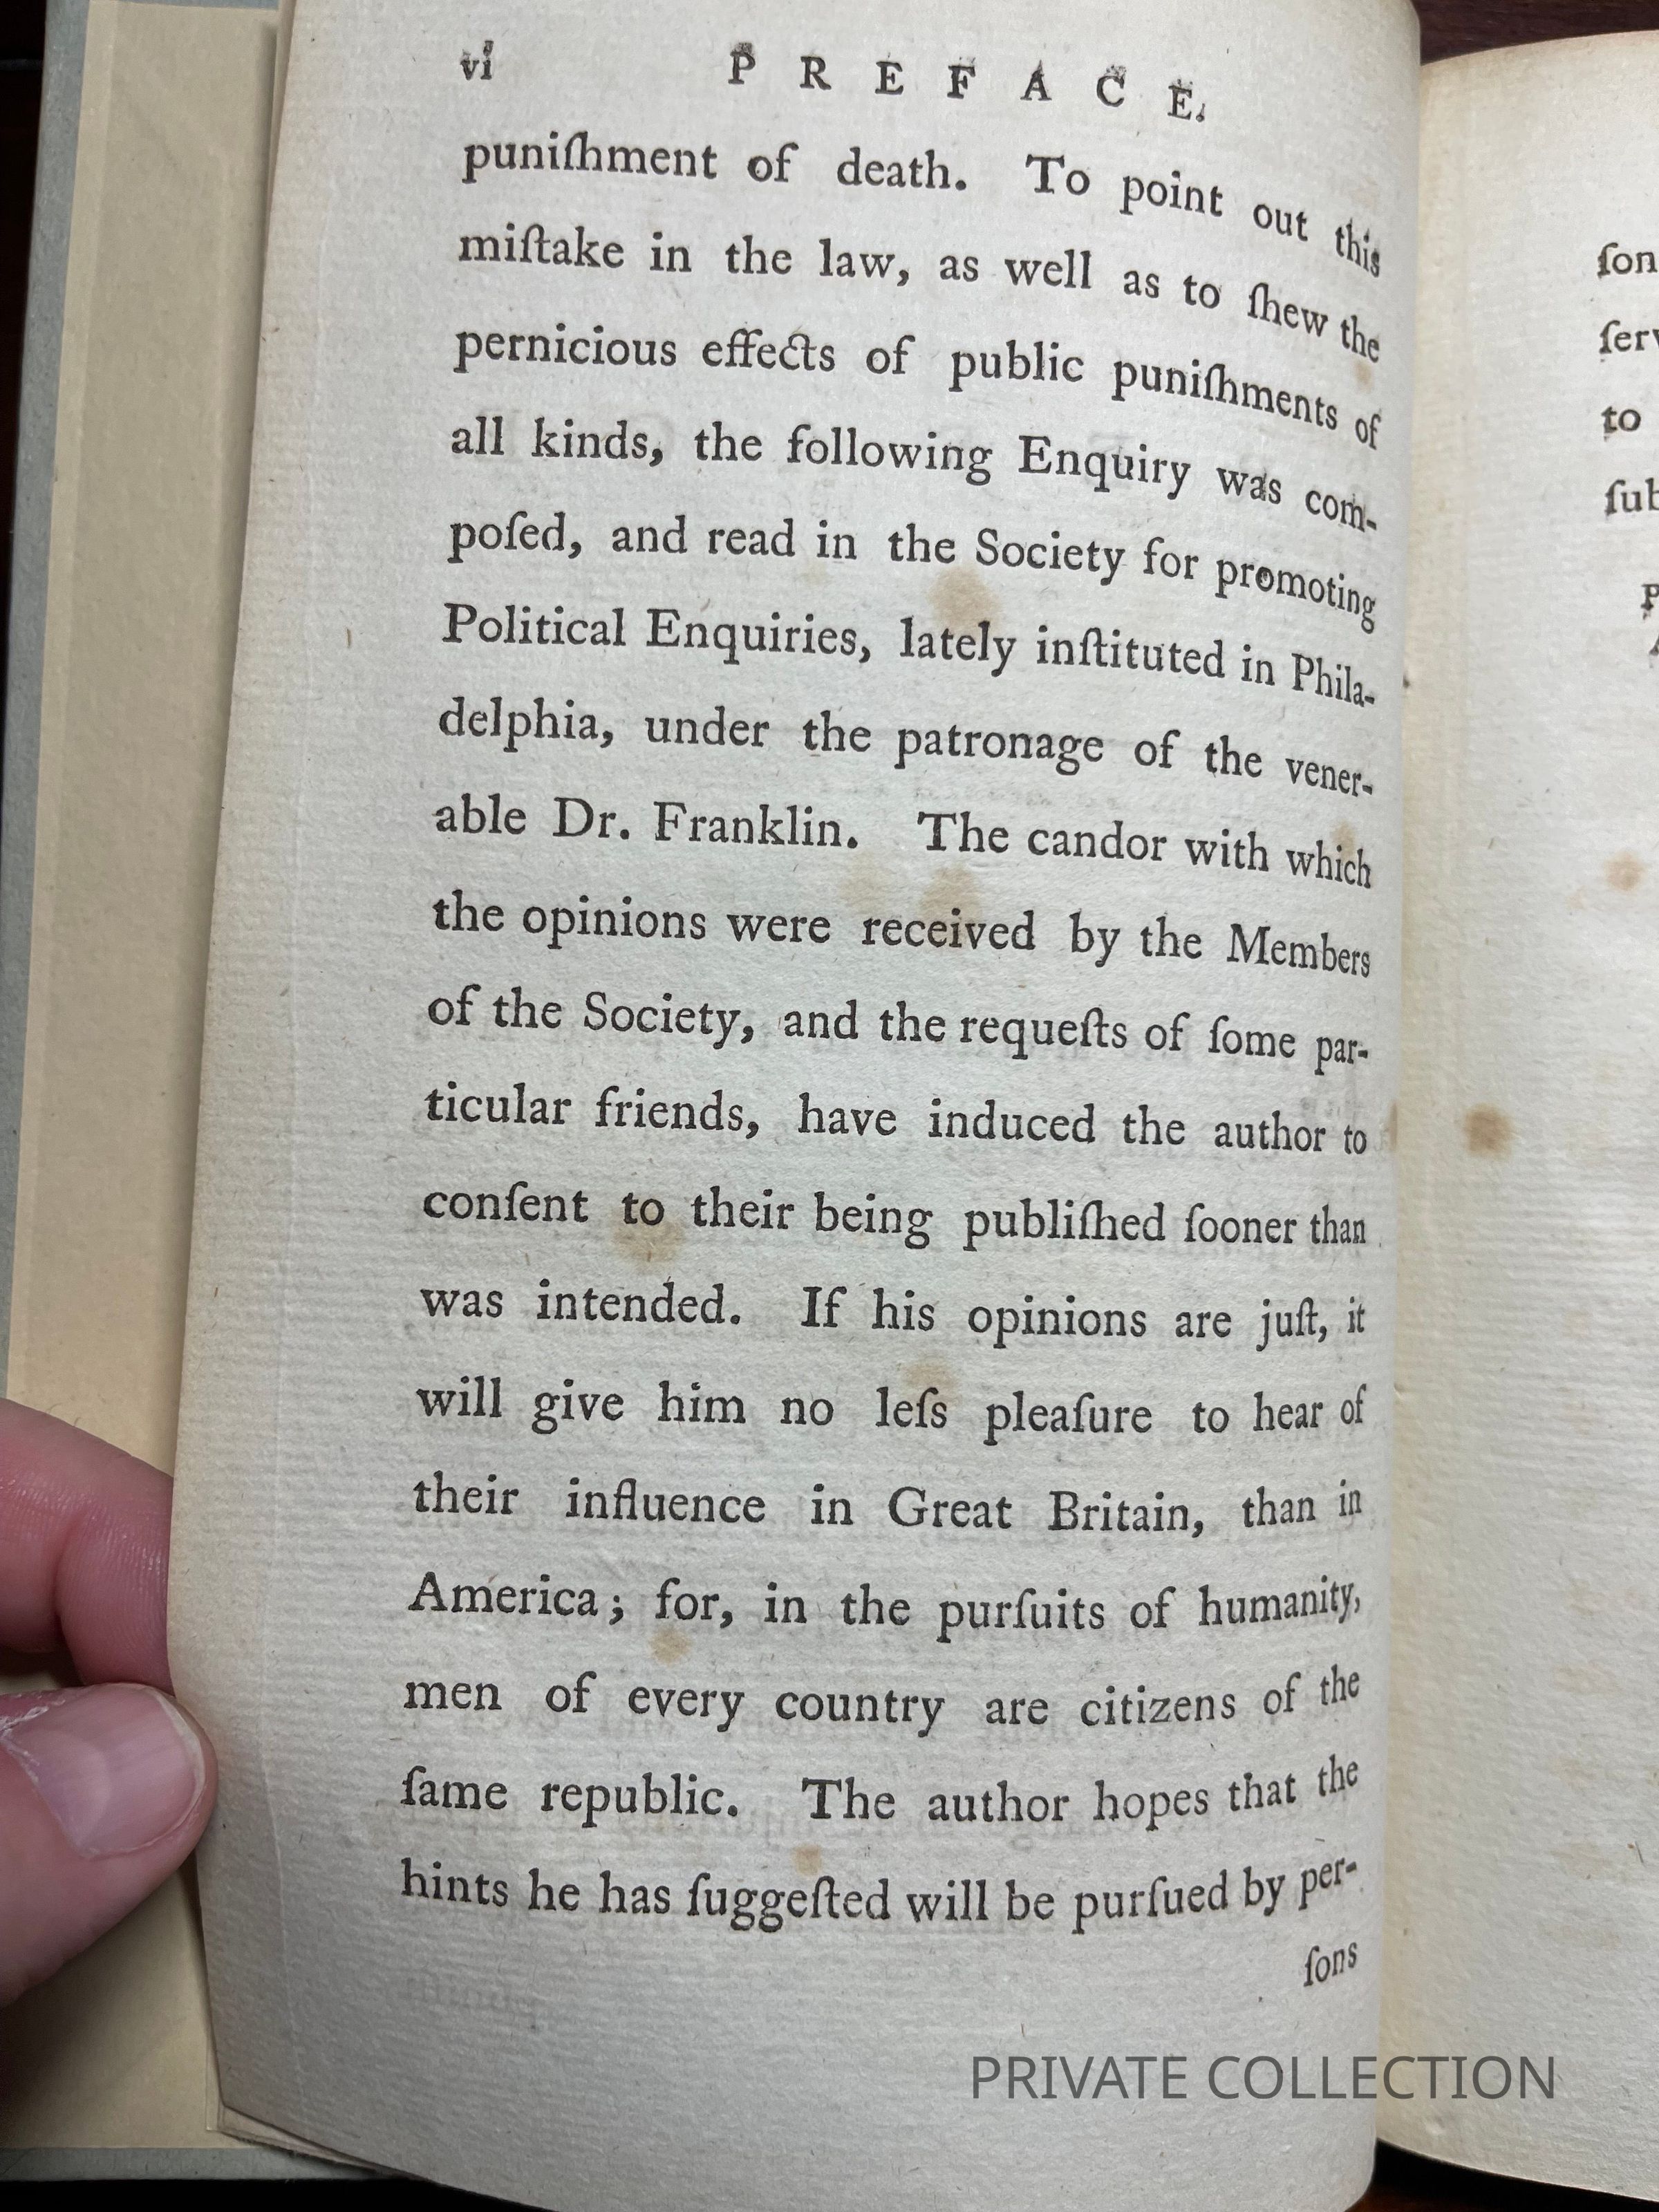 vi P R E F A C E.
puniſhment of death. To point out this
miſtake in the law, as well as to ſhew the
pernicious effects of public puniſhments of
all kinds, the following Enquiry was com-
poſed, and read in the Society for promoting
Political Enquiries, lately inſtituted in Phila-
delphia, under the patronage of the vener-
able Dr. Franklin. The candor with which
the opinions were received by the Members
of the Society, and the requeſts of ſome par-
ticular friends, have induced the author to
conſent to their being publiſhed ſooner than
was intended. If his opinions are juſt, it
will give him no leſs pleaſure to hear of
their influence in Great Britain, than in
America; for, in the purſuits of humanity,
men of every country are citizens of the
ſame republic. The author hopes that the
hints he has ſuggeſted will be purſued by per-
ſons
ſon
ſerv
to
ſub
PRIVATE COLLECTION